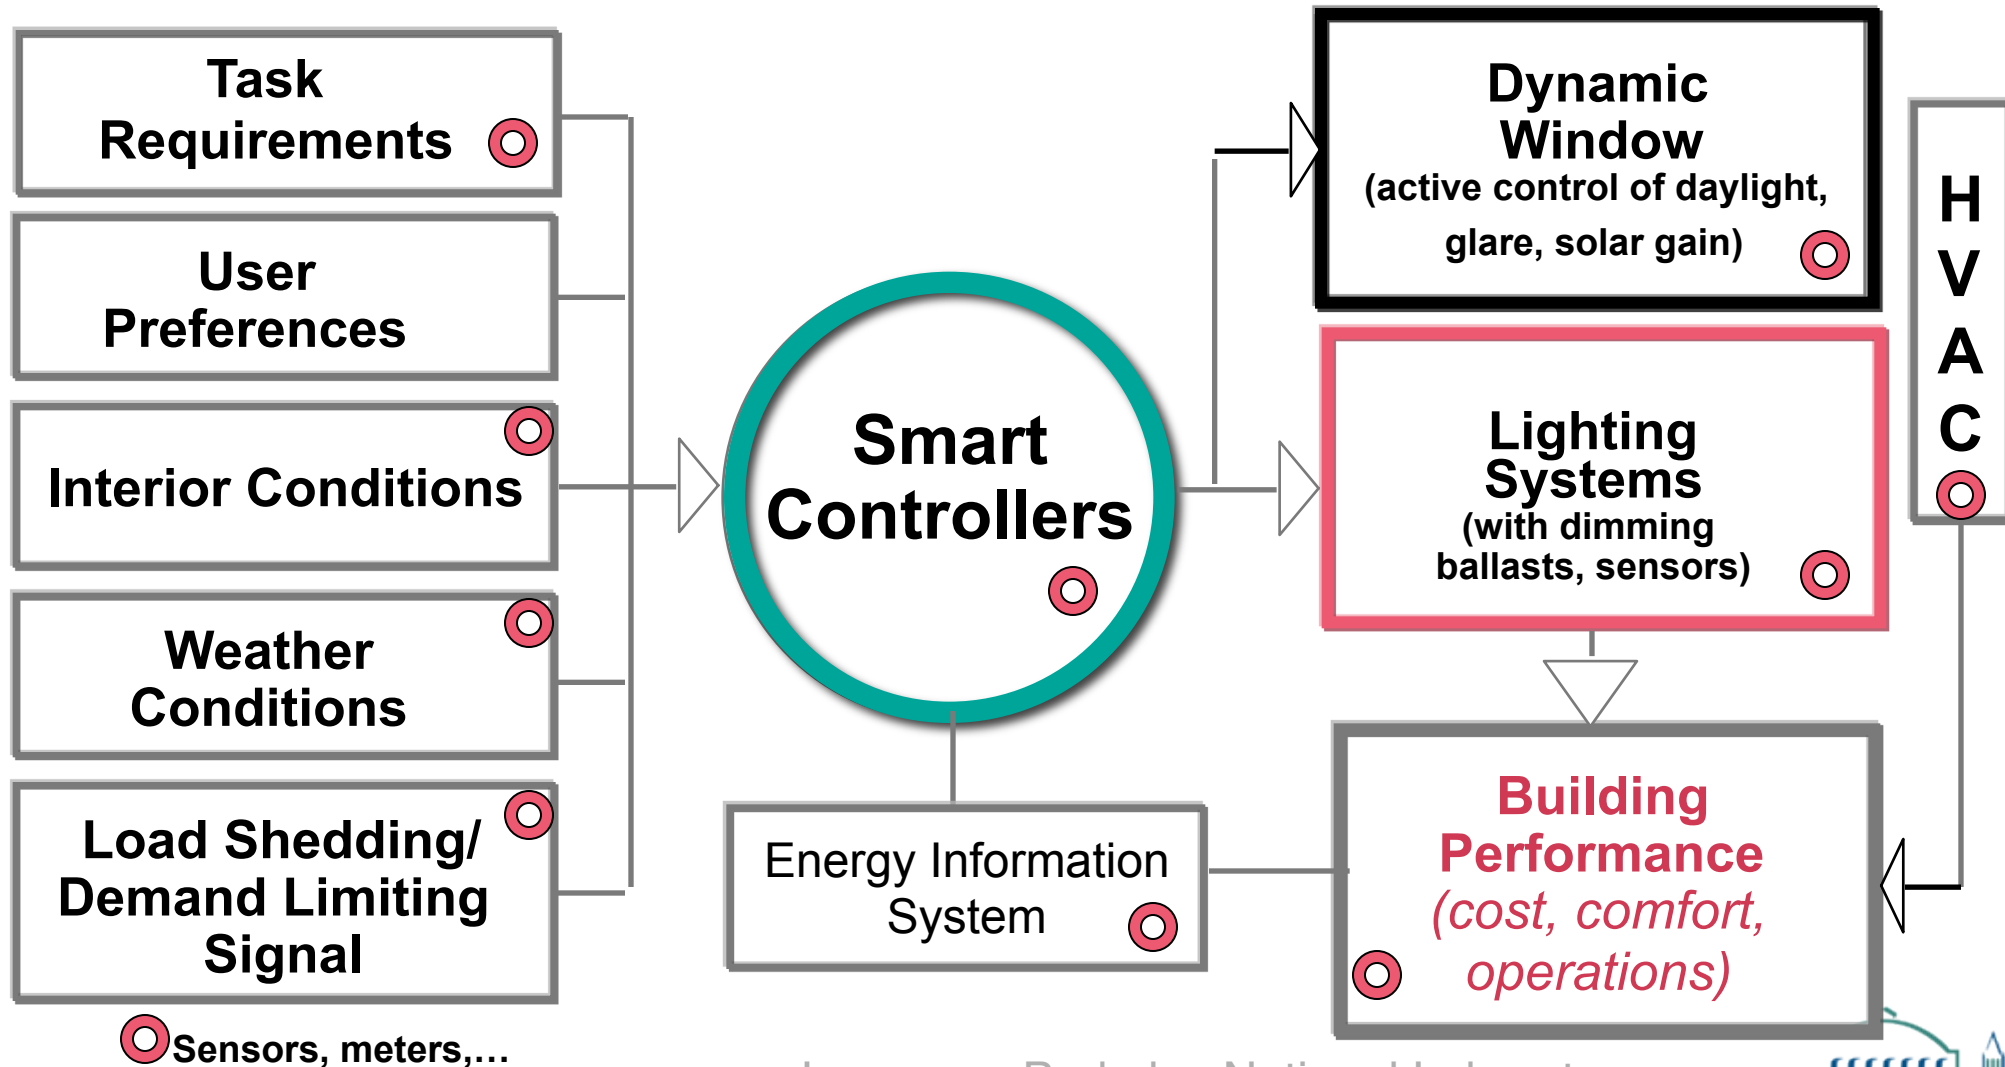 Task
Requirements
User
Preferences
Interior Conditions
Weather
Conditions
Load Shedding/
Demand Limiting
Signal
Sensors, meters,...
Smart
Controllers
Energy Information
System
Dynamic
Window
(active control of daylight,
glare, solar gain)
Lighting
Systems
(with dimming
ballasts, sensors)
Building
Performance
(cost, comfort,
operations)
H
V
A
C